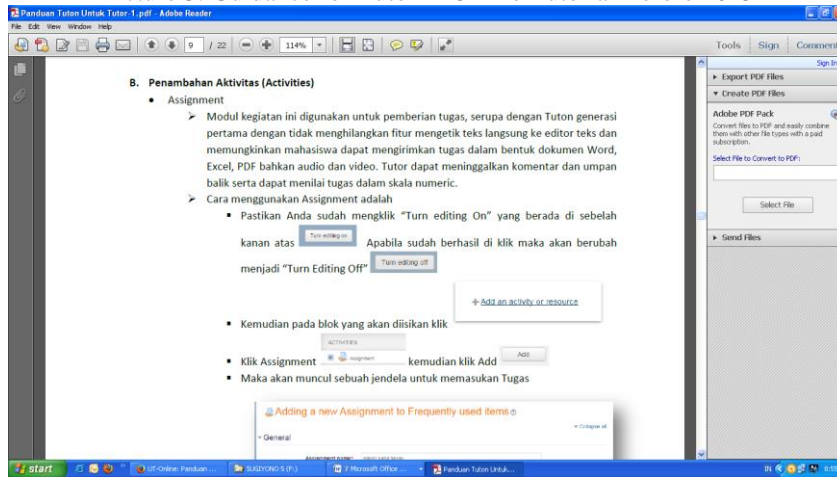 Panduan Tuton Untuk Tutor-1.pdf - Adobe Reader
File Edit View Window Help
9 / 22
114%
Tools Sign Comment
Sign In
Export PDF Files
Create PDF Files
Adobe PDF Pack
Convert files to PDF and easily combine
them with other file types with a paid
subscription.
Select File to Convert to PDF:
Select File
Send Files
B. Penambahan Aktivitas (Activities)
• Assignment
➢ Modul kegiatan ini digunakan untuk pemberian tugas, serupa dengan Tuton generasi
pertama dengan tidak menghilangkan fitur mengetik teks langsung ke editor teks dan
memungkinkan mahasiswa dapat mengirimkan tugas dalam bentuk dokumen Word,
Excel, PDF bahkan audio dan video. Tutor dapat meninggalkan komentar dan umpan
balik serta dapat menilai tugas dalam skala numeric.
➢ Cara menggunakan Assignment adalah
▪ Pastikan Anda sudah mengklik “Turn editing On” yang berada di sebelah
kanan atas Turn editing on Apabila sudah berhasil di klik maka akan berubah
menjadi “Turn Editing Off” Turn editing off
+ Add an activity or resource
▪ Kemudian pada blok yang akan diisikan klik
ACTIVITIES
▪ Klik Assignment Assignment kemudian klik Add Add
▪ Maka akan muncul sebuah jendela untuk memasukan Tugas
Adding a new Assignment to Frequently used items
Collapse all
General
Assignment name*
start
UT-Online: Panduan ...
SUGIYONO S (F:)
7 Microsoft Office ...
Panduan Tuton Untuk...
IN